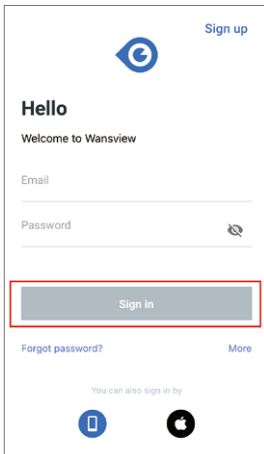 Sign up
Hello
Welcome to Wansview
Email
Password
Sign in
Forgot password? More
You can also sign in by